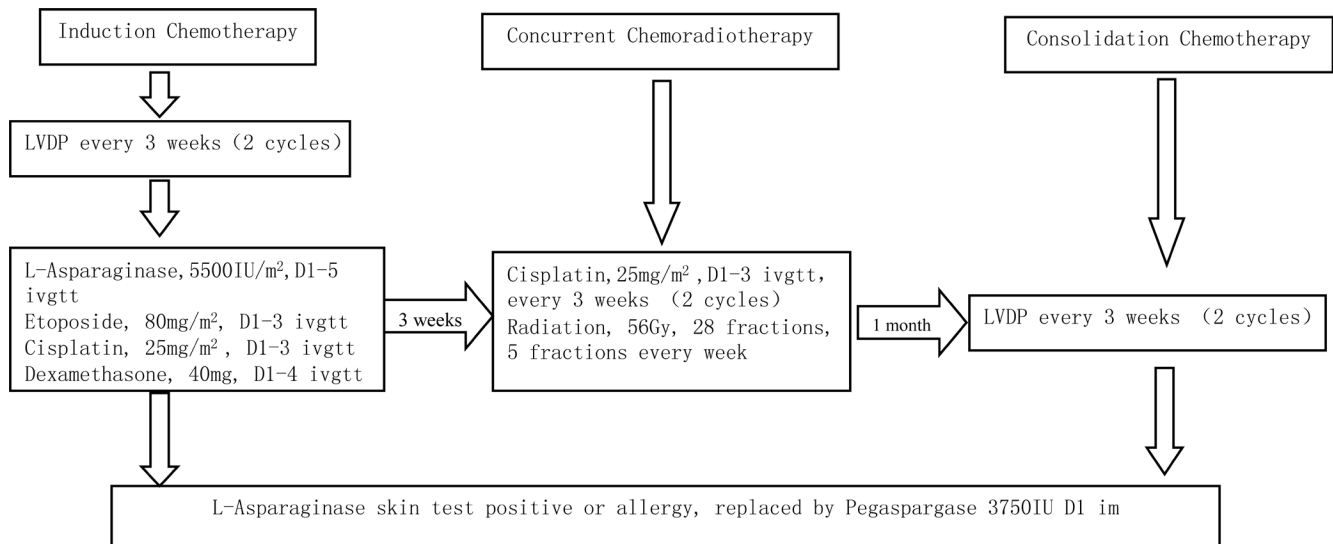 Induction Chemotherapy
LVDP every 3 weeks（2 cycles）
L-Asparaginase,5500IU/m²,D1-5
ivgtt
Etoposide, 80mg/m², D1-3 ivgtt
Cisplatin, 25mg/m², D1-3 ivgtt
Dexamethasone, 40mg, D1-4 ivgtt
3 weeks
Concurrent Chemoradiotherapy
Cisplatin,25mg/m²,D1-3 ivgtt,
every 3 weeks （2 cycles）
Radiation, 56Gy, 28 fractions,
5 fractions every week
1 month
Consolidation Chemotherapy
LVDP every 3 weeks （2 cycles）
L-Asparaginase skin test positive or allergy, replaced by Pegaspargase 3750IU D1 im